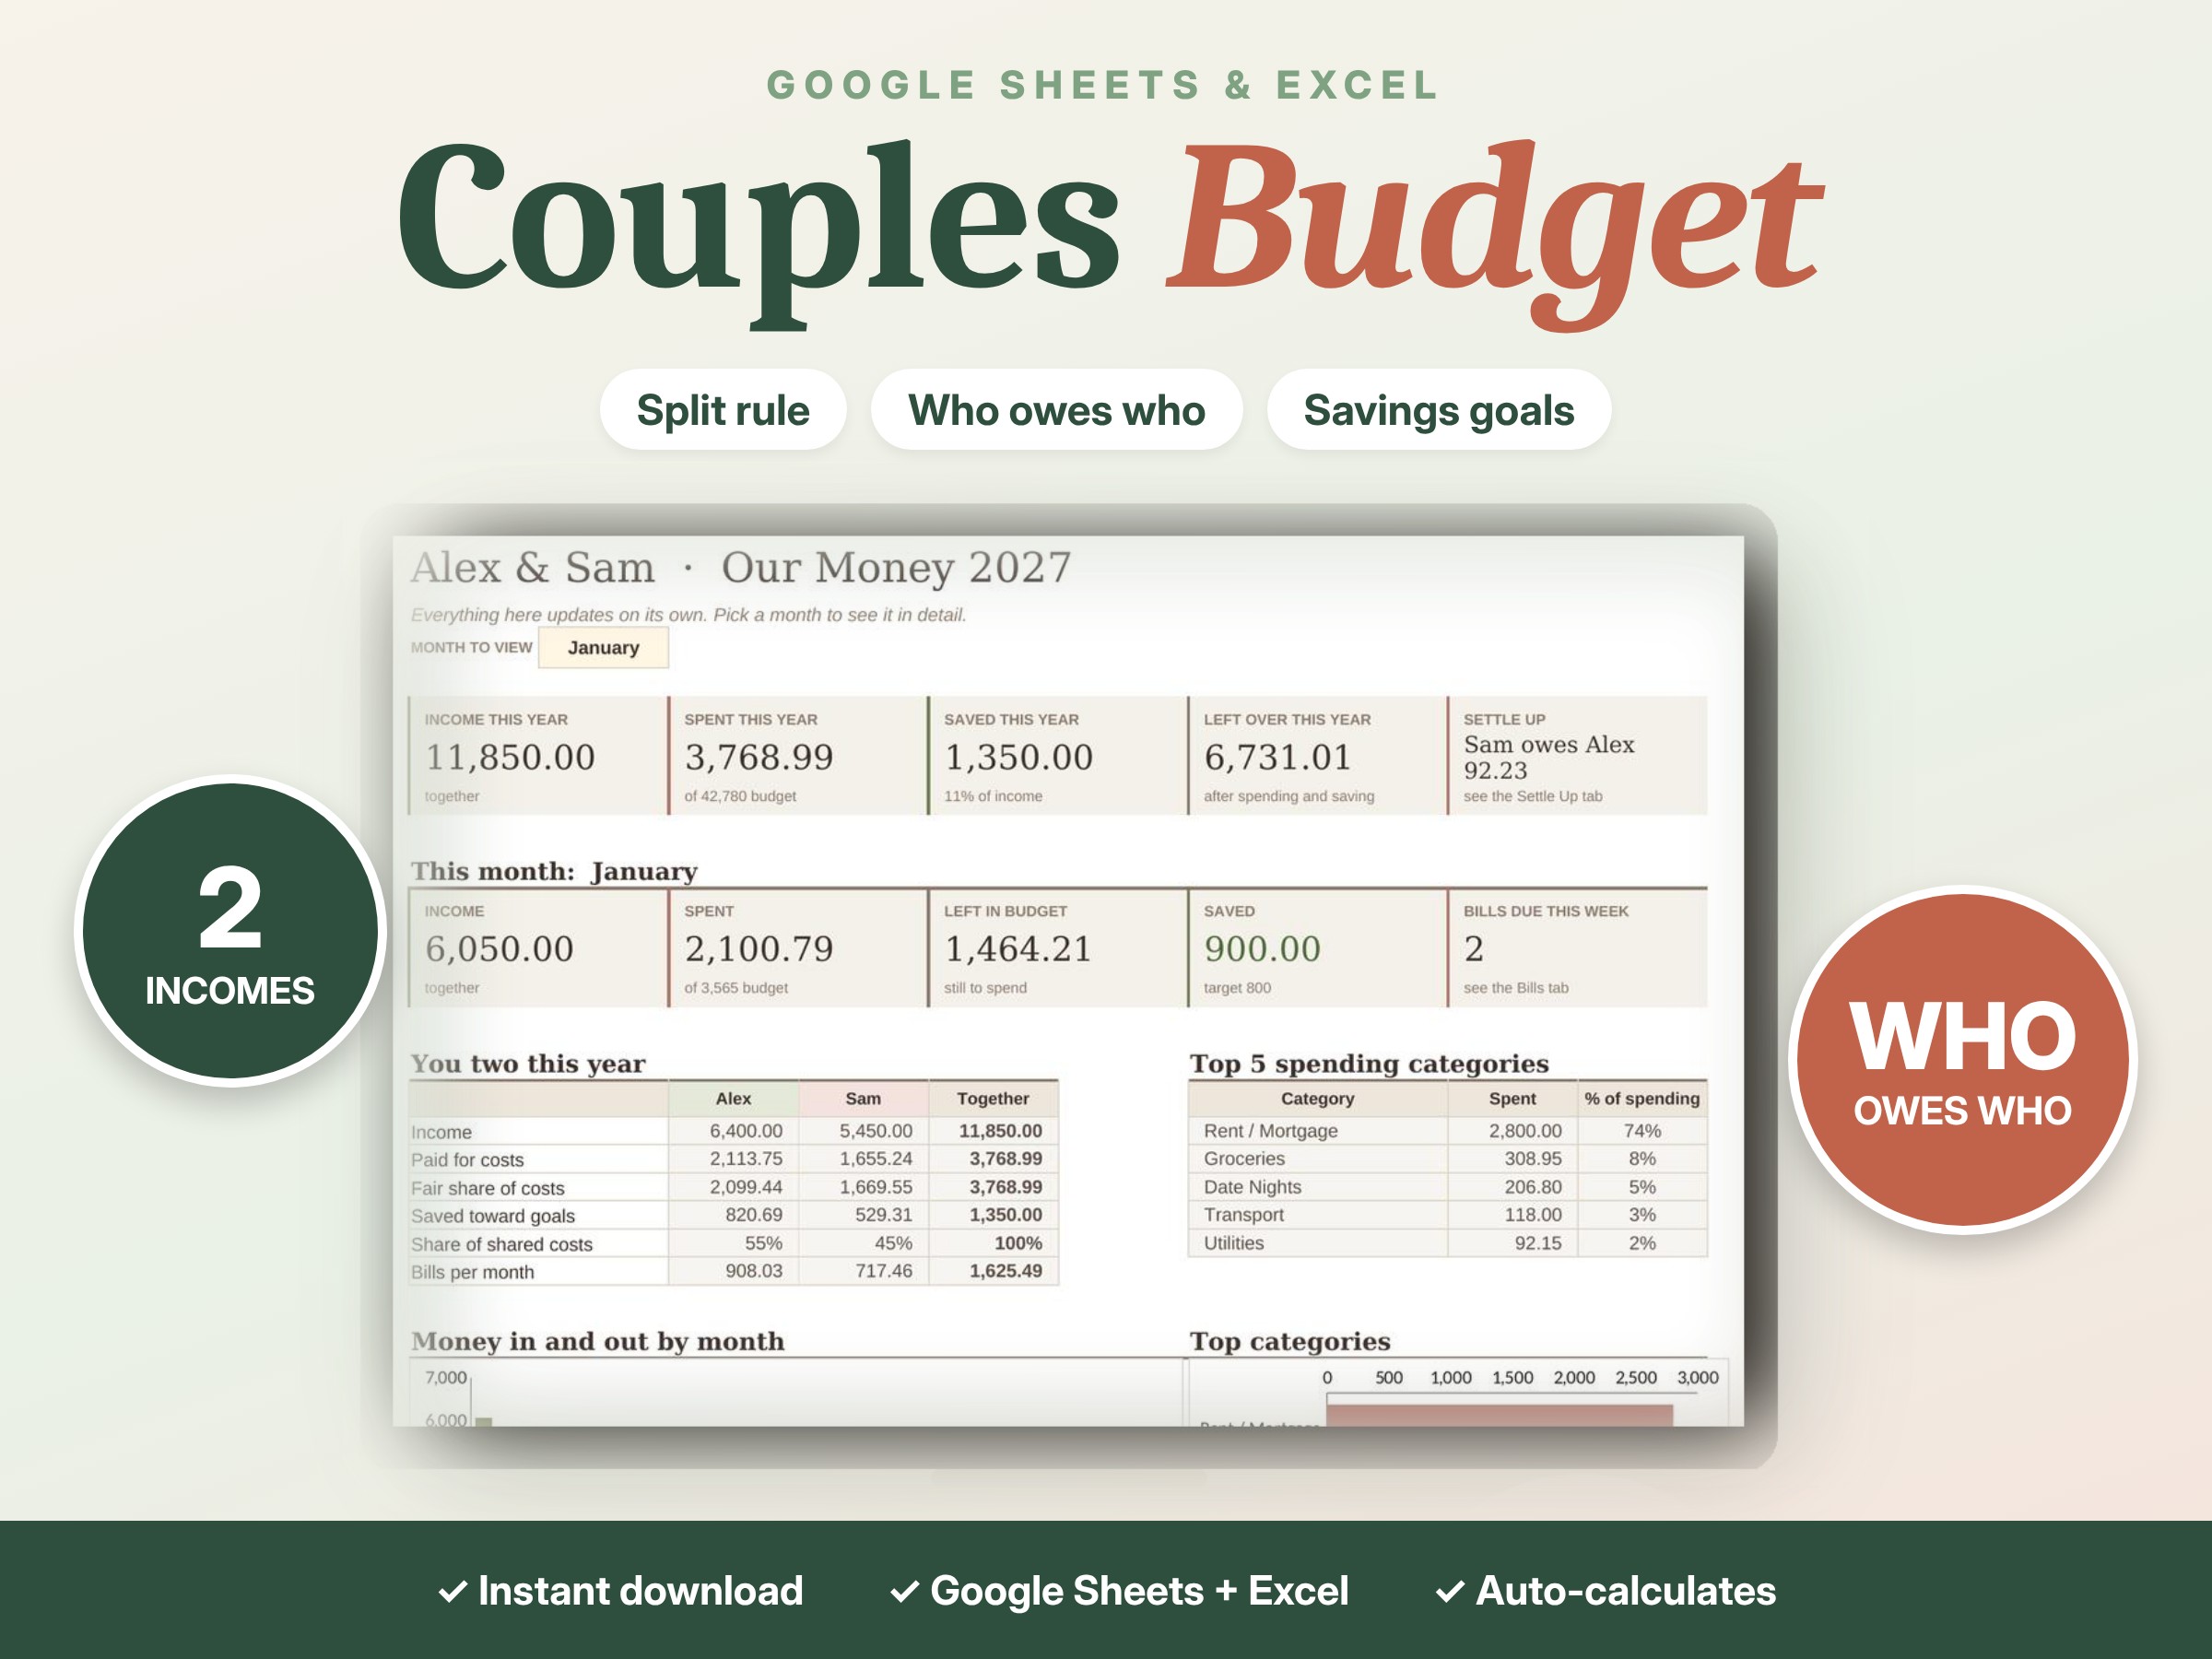 GOOGLE SHEETS & EXCEL
Couples Budget
Split rule
Who owes who
Savings goals
Alex & Sam · Our Money 2027
Everything here updates on its own. Pick a month to see it in detail.
MONTH TO VIEW January
INCOME THIS YEAR SPENT THIS YEAR SAVED THIS YEAR LEFT OVER THIS YEAR SETTLE UP
11,850.00 3,768.99 1,350.00 6,731.01 Sam owes Alex
92.23
together of 42,780 budget 11% of income after spending and saving see the Settle Up tab
This month: January
INCOME SPENT LEFT IN BUDGET SAVED BILLS DUE THIS WEEK
6,050.00 2,100.79 1,464.21 900.00 2
together of 3,565 budget still to spend target 800 see the Bills tab
2
INCOMES
WHO
OWES WHO
You two this year
Alex Sam Together
Income 6,400.00 5,450.00 11,850.00
Paid for costs 2,113.75 1,655.24 3,768.99
Fair share of costs 2,099.44 1,669.55 3,768.99
Saved toward goals 820.69 529.31 1,350.00
Share of shared costs 55% 45% 100%
Bills per month 908.03 717.46 1,625.49
Top 5 spending categories
Category Spent % of spending
Rent / Mortgage 2,800.00 74%
Groceries 308.95 8%
Date Nights 206.80 5%
Transport 118.00 3%
Utilities 92.15 2%
Money in and out by month
7,000
6,000
Top categories
0 500 1,000 1,500 2,000 2,500 3,000
Rent / Mortgage
✓ Instant download
✓ Google Sheets + Excel
✓ Auto-calculates